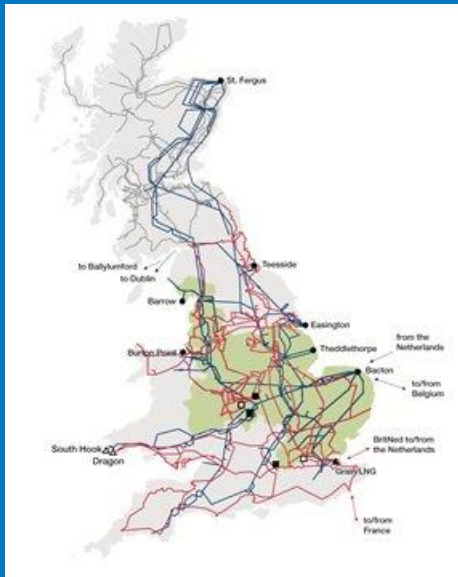 St. Fergus
to Ballylumford
to Dublin
Teesside
Barrow
Easington
from the
Netherlands
Burton Point
Theddlethorpe
Bacton
to/from
Belgium
South Hook
Dragon
BritNed to/from
the Netherlands
Grain LNG
to/from
France